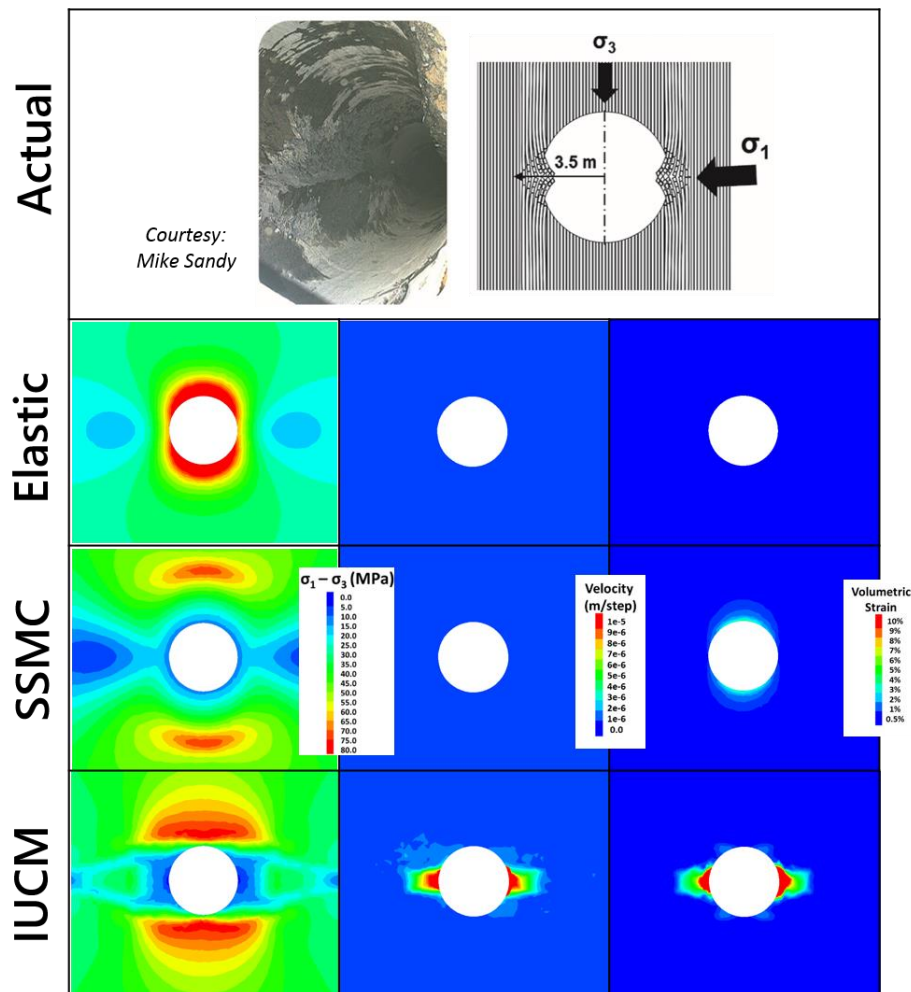 Actual
Courtesy:
Mike Sandy
σ3
3.5 m
σ1
Elastic
SSMC
σ1 – σ3 (MPa)
0.0
5.0
10.0
15.0
20.0
25.0
30.0
35.0
40.0
45.0
50.0
55.0
60.0
65.0
70.0
75.0
80.0
Velocity
(m/step)
1e-5
9e-6
8e-6
7e-6
6e-6
5e-6
4e-6
3e-6
2e-6
1e-6
0.0
Volumetric
Strain
10%
9%
8%
7%
6%
5%
4%
3%
2%
1%
0.5%
IUCM